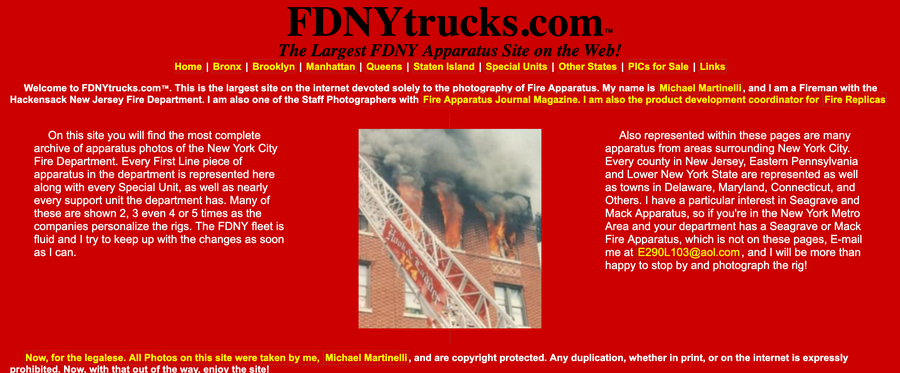 FDNYtrucks.com™
The Largest FDNY Apparatus Site on the Web!
Home | Bronx | Brooklyn | Manhattan | Queens | Staten Island | Special Units | Other States | PICs for Sale | Links
Welcome to FDNYtrucks.com™. This is the largest site on the internet devoted solely to the photography of Fire Apparatus. My name is Michael Martinelli, and I am a Fireman with the
Hackensack New Jersey Fire Department. I am also one of the Staff Photographers with Fire Apparatus Journal Magazine. I am also the product development coordinator for Fire Replicas
On this site you will find the most complete
archive of apparatus photos of the New York City
Fire Department. Every First Line piece of
apparatus in the department is represented here
along with every Special Unit, as well as nearly
every support unit the department has. Many of
these are shown 2, 3 even 4 or 5 times as the
companies personalize the rigs. The FDNY fleet is
fluid and I try to keep up with the changes as soon
as I can.
174
Also represented within these pages are many
apparatus from areas surrounding New York City.
Every county in New Jersey, Eastern Pennsylvania
and Lower New York State are represented as well
as towns in Delaware, Maryland, Connecticut, and
Others. I have a particular interest in Seagrave and
Mack Apparatus, so if you're in the New York Metro
Area and your department has a Seagrave or Mack
Fire Apparatus, which is not on these pages, E-mail
me at E290L103@aol.com, and I will be more than
happy to stop by and photograph the rig!
Now, for the legalese. All Photos on this site were taken by me, Michael Martinelli, and are copyright protected. Any duplication, whether in print, or on the internet is expressly
prohibited. Now, with that out of the way, enjoy the site!